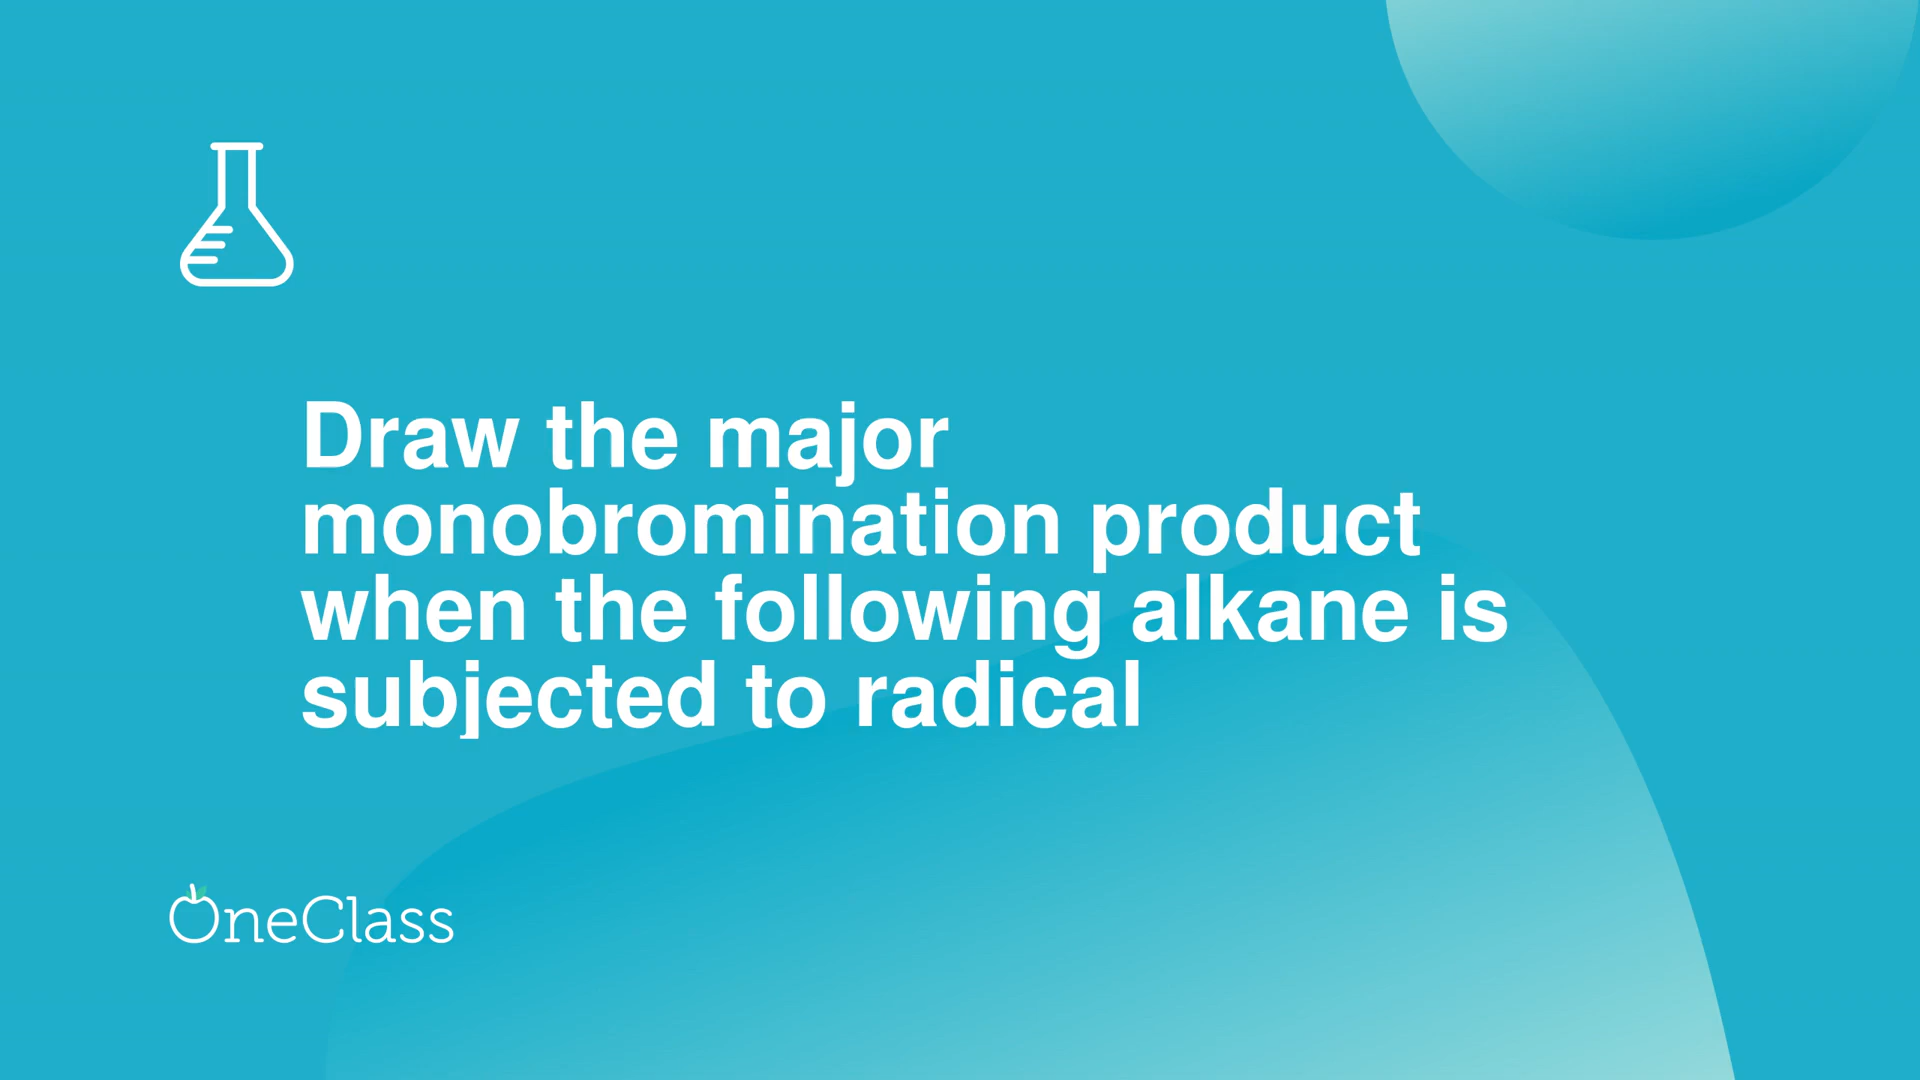 Draw the major
monobromination product
when the following alkane is
subjected to radical
OneClass